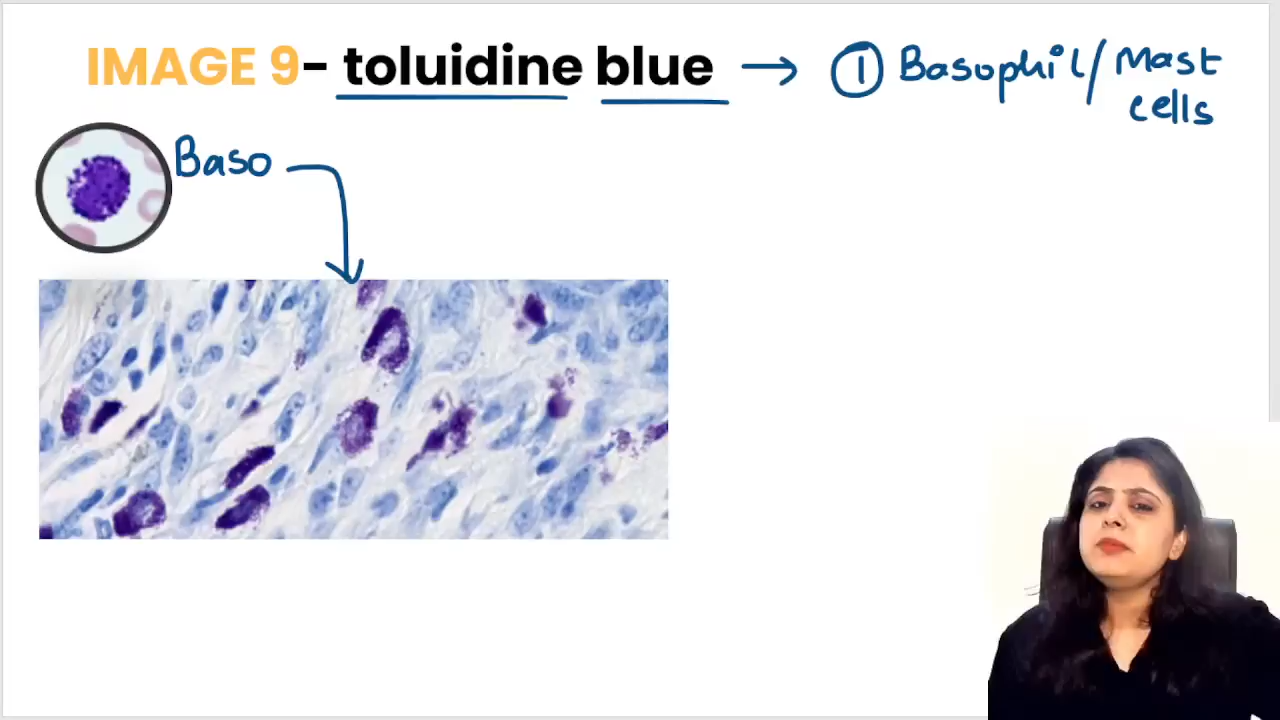 IMAGE 9- toluidine blue → ① Basophil/Mast
cells
Baso